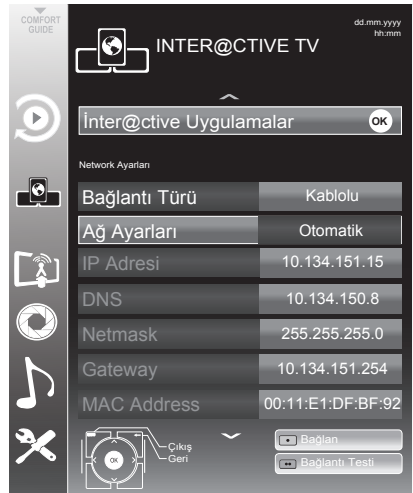 COMFORT
GUIDE
INTER@CTIVE TV
dd.mm.yyyy
hh:mm
İnter@ctive Uygulamalar OK
Network Ayarları
Bağlantı Türü Kablolu
Ağ Ayarları Otomatik
IP Adresi 10.134.151.15
DNS 10.134.150.8
Netmask 255.255.255.0
Gateway 10.134.151.254
MAC Address 00:11:E1:DF:BF:92
OK
Çıkış
Geri
Bağlan
Bağlantı Testi